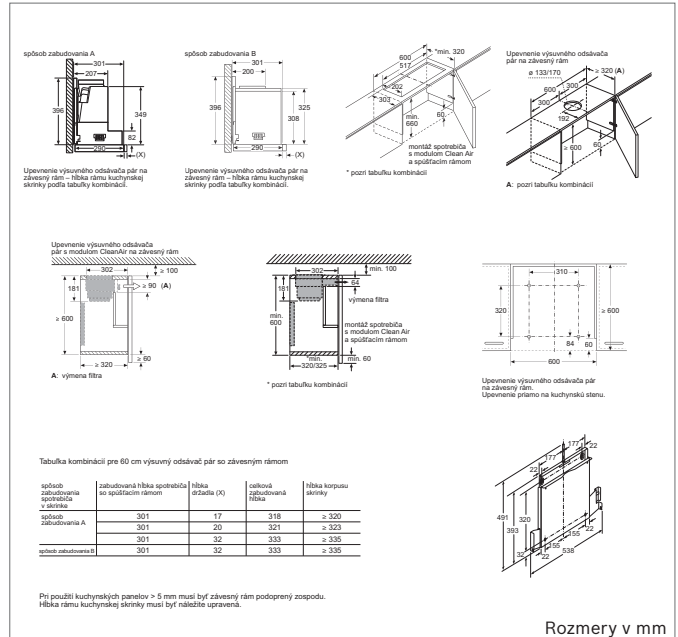 spôsob zabudovania A
301
207
396
349
82
290
(X)
Upevnenie výsuvného odsávača pár na
závesný rám – hĺbka rámu kuchynskej
skrinky podľa tabuľky kombinácií.
spôsob zabudovania B
301
200
396
325
308
290
(X)
Upevnenie výsuvného odsávača pár na
závesný rám – hĺbka rámu kuchynskej
skrinky podľa tabuľky kombinácií.
*min. 320
600
517
202
303
min.
660
60
montáž spotrebiča
s modulom Clean Air
a spúšťacím rámom
* pozri tabuľku kombinácií
Upevnenie výsuvného odsávača
pár na závesný rám
ø 133/170
≥ 320 (A)
300
600
300
192
≥ 600
60
A: pozri tabuľku kombinácií
Upevnenie výsuvného odsávača
pár s modulom CleanAir na závesný rám
302
≥ 100
181
≥ 90 (A)
≥ 600
≥ 60
≥ 320
A: výmena filtra
302
min. 100
181
64
výmena filtra
min.
600
montáž spotrebiča
s modulom Clean Air
a spúšťacím rámom
*min.
320/325
min. 60
* pozri tabuľku kombinácií
310
320
≥ 600
84
60
600
Upevnenie výsuvného odsávača pár
na závesný rám.
Upevnenie priamo na kuchynskú stenu.
Tabuľka kombinácií pre 60 cm výsuvný odsávač pár so závesným rámom
spôsob zabudovania spotrebiča v skrinke | zabudovaná hĺbka spotrebiča so spúšťacím rámom | hĺbka držadla (X) | celková zabudovaná hĺbka | hĺbka korpusu skrinky
spôsob zabudovania A | 301 | 17 | 318 | ≥ 320
301 | 20 | 321 | ≥ 323
301 | 32 | 333 | ≥ 335
spôsob zabudovania B | 301 | 32 | 333 | ≥ 335
177
22
177
22
491
393
320
32
22
155
155
22
538
Pri použití kuchynských panelov > 5 mm musí byť závesný rám podoprený zospodu.
Hĺbka rámu kuchynskej skrinky musí byť náležite upravená.
Rozmery v mm